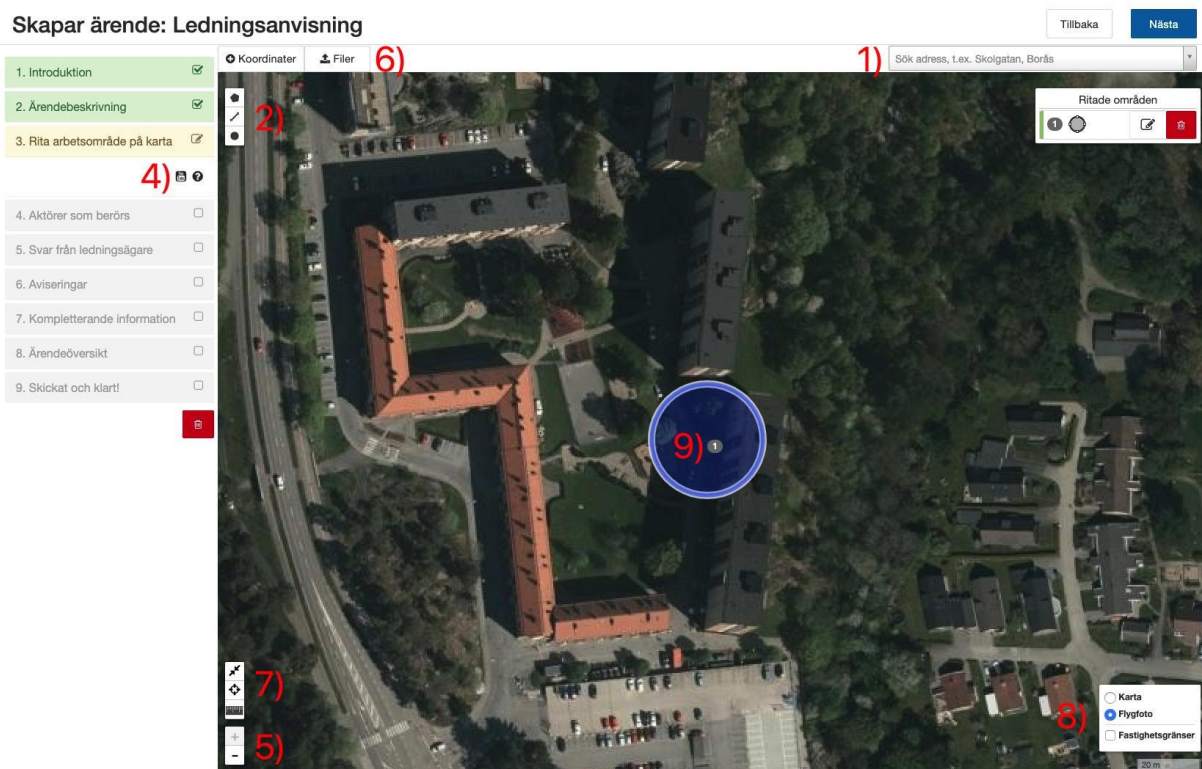 Skapar ärende: Ledningsanvisning
Tillbaka
Nästa
Koordinater
Filer
6)
1)
Sök adress, t.ex. Skolgatan, Borås
1. Introduktion
2. Ärendebeskrivning
3. Rita arbetsområde på karta
4)
4. Aktörer som berörs
5. Svar från ledningsägare
6. Aviseringar
7. Kompletterande information
8. Ärendeöversikt
9. Skickat och klart!
2)
Ritade områden
1
9) 1
7)
5)
8)
Karta
Flygfoto
Fastighetsgränser
20 m